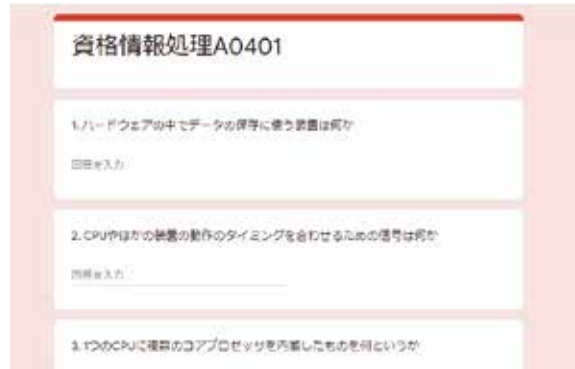 資格情報処理A0401
1.ハードウェアの中でデータの保存に使う装置は何か
回答を入力
2.CPUやほかの装置の動作のタイミングを合わせるための信号は何か
回答を入力
3.1つのCPUに複数のコアプロセッサを内蔵したものを何というか